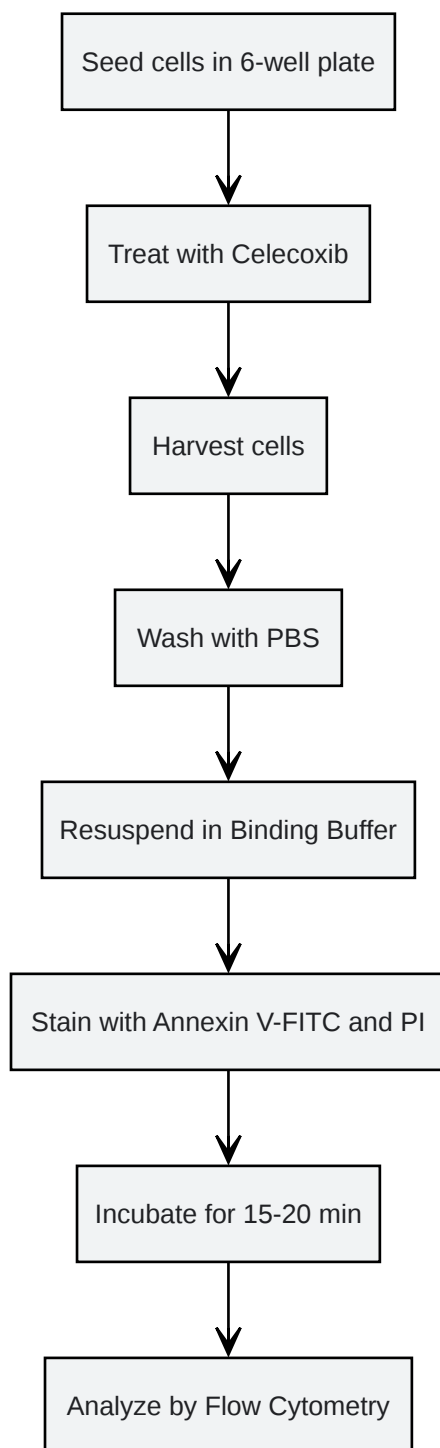 Seed cells in 6-well plate
Treat with Celecoxib
Harvest cells
Wash with PBS
Resuspend in Binding Buffer
Stain with Annexin V-FITC and PI
Incubate for 15-20 min
Analyze by Flow Cytometry